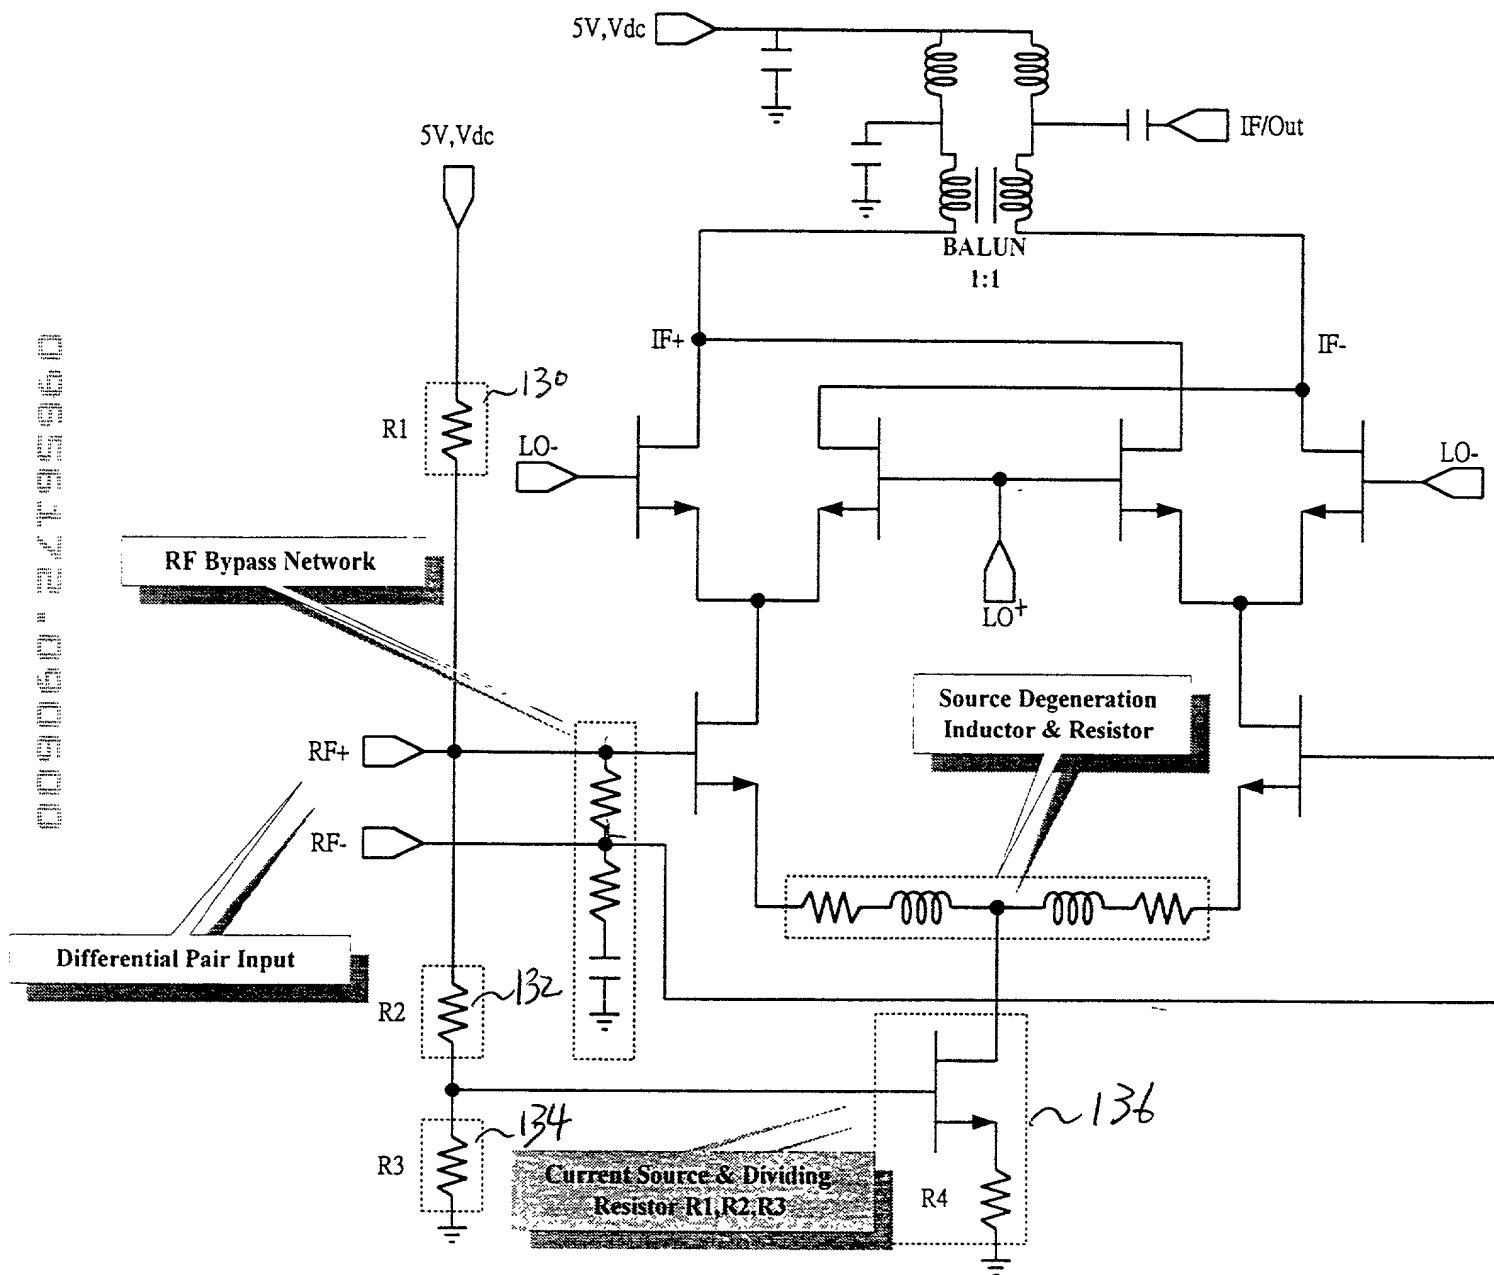 5V,Vdc
IF/Out
5V,Vdc
BALUN
1:1
IF+
IF-
130
R1
LO-
LO-
RF Bypass Network
LO+
Source Degeneration
Inductor & Resistor
RF+
RF-
Differential Pair Input
132
R2
136
134
R3
Current Source & Dividing
Resistor R1,R2,R3
R4